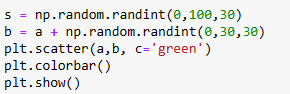 s = np.random.randint(0,100,30)
b = a + np.random.randint(0,30,30)
plt.scatter(a,b, c='green')
plt.colorbar()
plt.show()